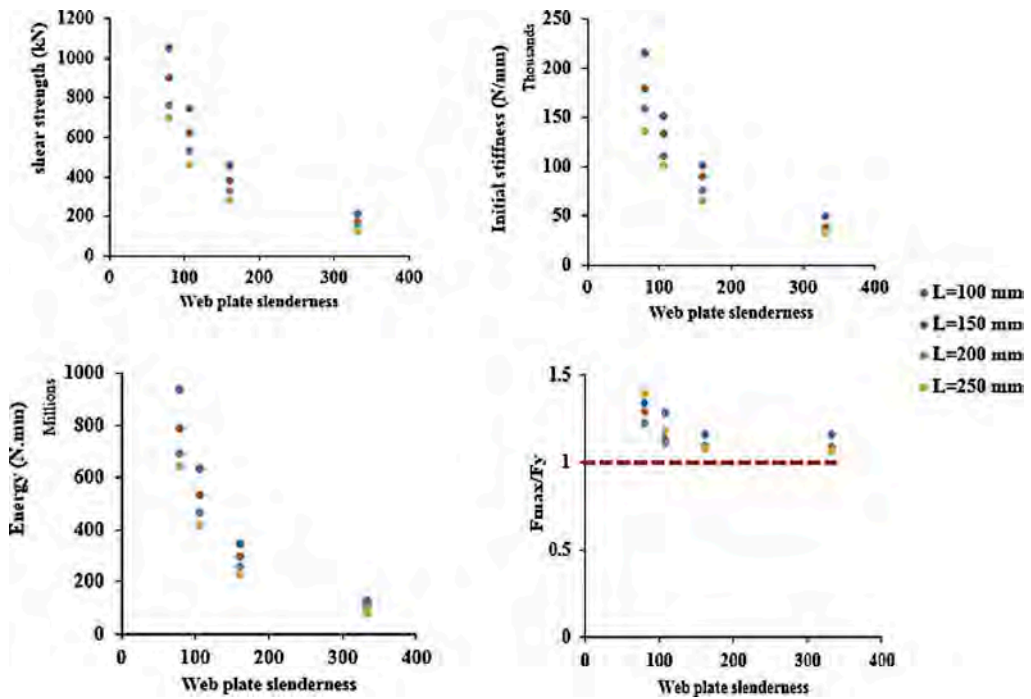 shear strength (kN)
1200
1000
800
600
400
200
0
0 100 200 300 400
Web plate slenderness
Initial stiffness (N/mm)
Thousands
250
200
150
100
50
0
0 100 200 300 400
Web plate slenderness
L=100 mm
L=150 mm
L=200 mm
L=250 mm
Energy (N.mm)
Millions
1000
800
600
400
200
0
0 100 200 300 400
Web plate slenderness
Fmax/Fy
1.5
1
0.5
0
0 100 200 300 400
Web plate slenderness